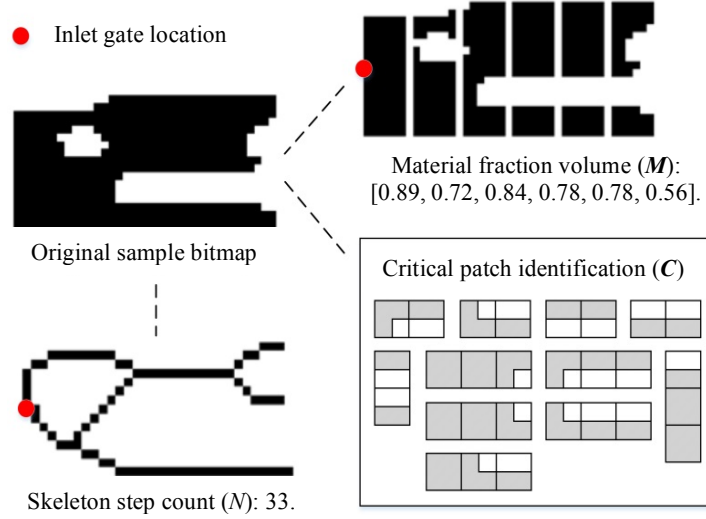 Inlet gate location
Material fraction volume (M):
[0.89, 0.72, 0.84, 0.78, 0.78, 0.56].
Original sample bitmap
Critical patch identification (C)
Skeleton step count (N): 33.